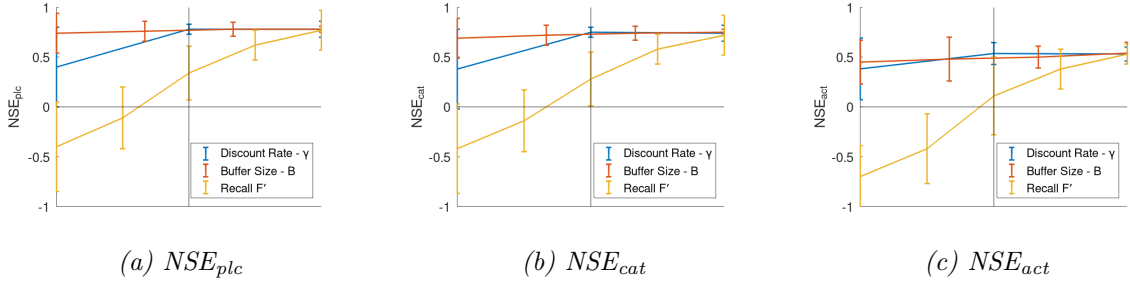 NSE_plc
1
0.5
0
-0.5
-1
Discount Rate - γ
Buffer Size - B
Recall F′
(a) NSE_plc
NSE_cat
1
0.5
0
-0.5
-1
Discount Rate - γ
Buffer Size - B
Recall F′
(b) NSE_cat
NSE_act
1
0.5
0
-0.5
-1
Discount Rate - γ
Buffer Size - B
Recall F′
(c) NSE_act